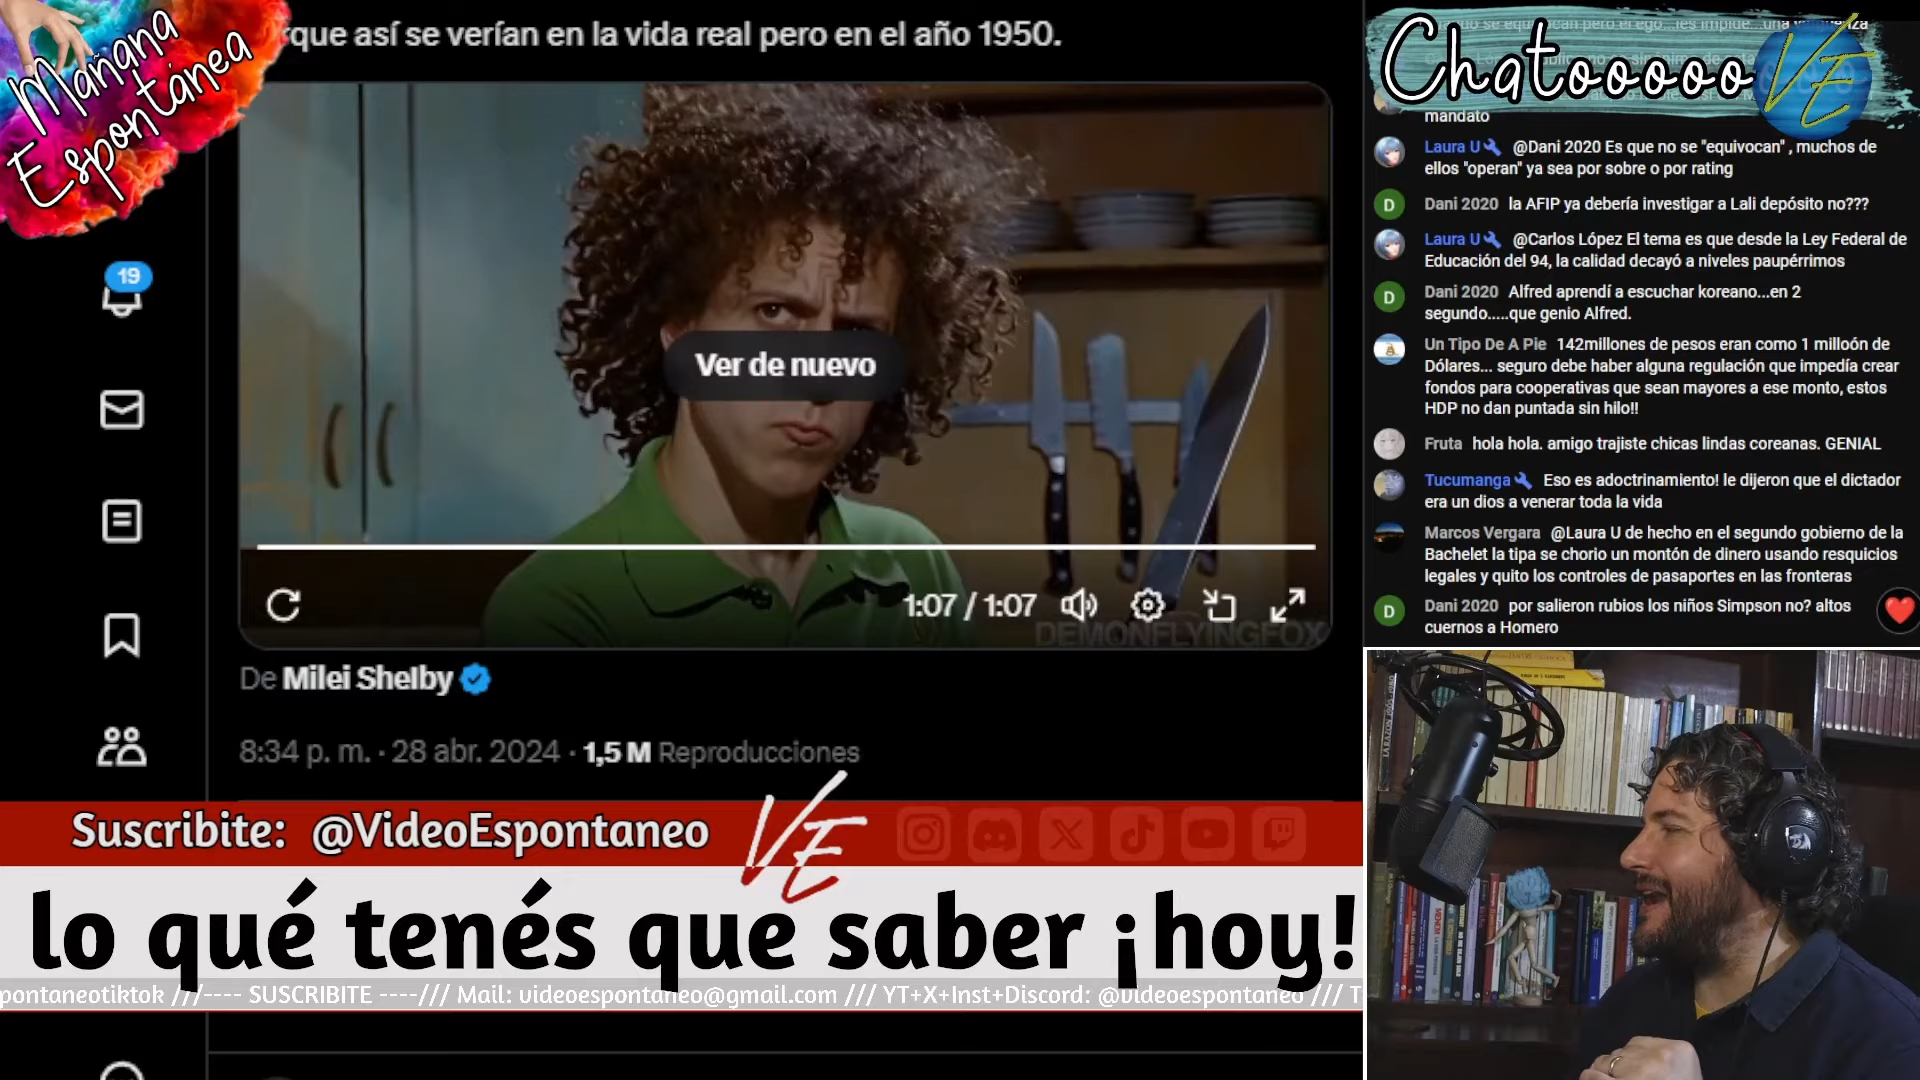 Mañana
Espontánea
que así se verían en la vida real pero en el año 1950.
19
Ver de nuevo
1:07 / 1:07
DEMONFLYINGFOX
De Milei Shelby
8:34 p. m. · 28 abr. 2024 · 1,5 M Reproducciones
Suscribite: @VideoEspontaneo
VE
lo qué tenés que saber ¡hoy!
pontaneotiktok ///---- SUSCRIBITE ----/// Mail: videoespontaneo@gmail.com /// YT+X+Inst+Discord: @videoespontaneo /// T
Chatooooo VE
mandato
Laura U @Dani 2020 Es que no se "equivocan" , muchos de
ellos "operan" ya sea por sobre o por rating
D Dani 2020 la AFIP ya debería investigar a Lali depósito no???
Laura U @Carlos López El tema es que desde la Ley Federal de
Educación del 94, la calidad decayó a niveles paupérrimos
D Dani 2020 Alfred aprendí a escuchar koreano...en 2
segundo.....que genio Alfred.
Un Tipo De A Pie 142millones de pesos eran como 1 milloón de
Dólares... seguro debe haber alguna regulación que impedía crear
fondos para cooperativas que sean mayores a ese monto, estos
HDP no dan puntada sin hilo!!
Fruta hola hola. amigo trajiste chicas lindas coreanas. GENIAL
Tucumanga Eso es adoctrinamiento! le dijeron que el dictador
era un dios a venerar toda la vida
Marcos Vergara @Laura U de hecho en el segundo gobierno de la
Bachelet la tipa se chorio un montón de dinero usando resquicios
legales y quito los controles de pasaportes en las fronteras
D Dani 2020 por salieron rubios los niños Simpson no? altos
cuernos a Homero